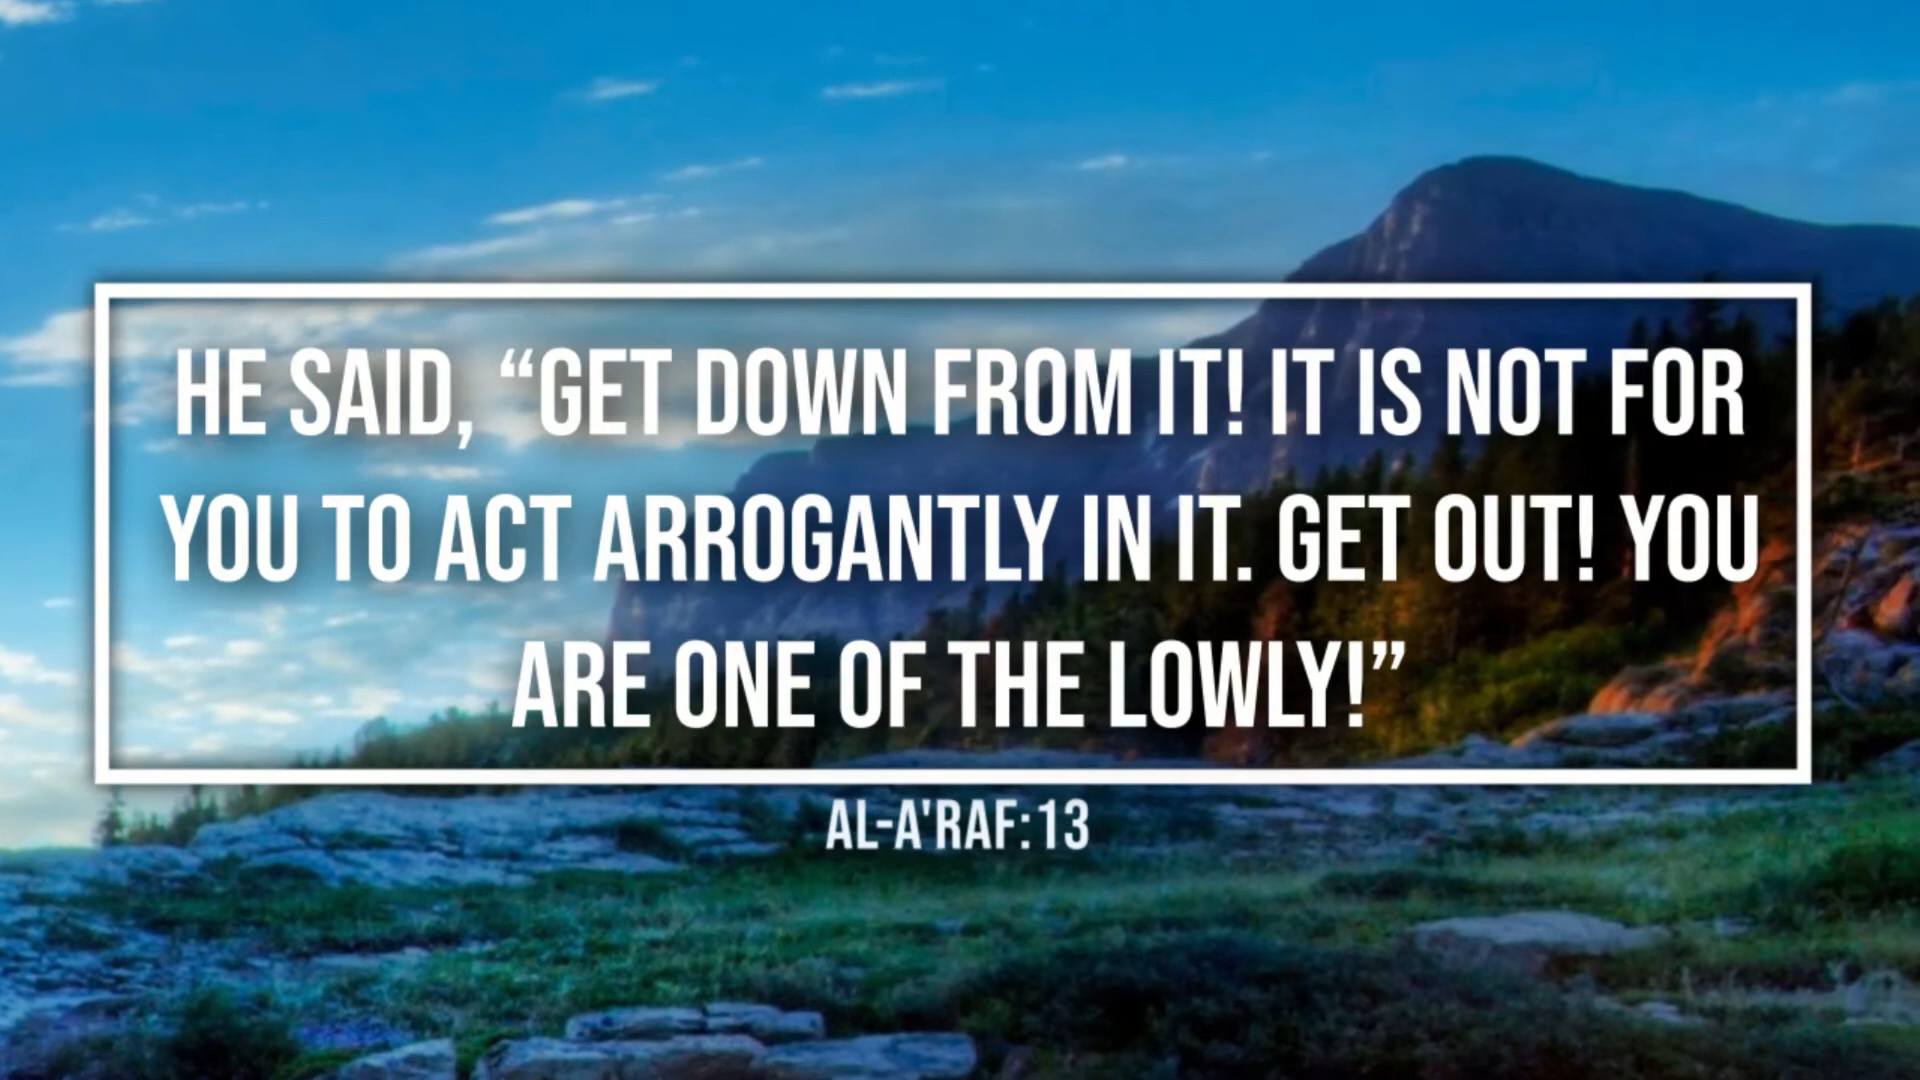 HE SAID, “GET DOWN FROM IT! IT IS NOT FOR
YOU TO ACT ARROGANTLY IN IT. GET OUT! YOU
ARE ONE OF THE LOWLY!”
AL-A'RAF:13